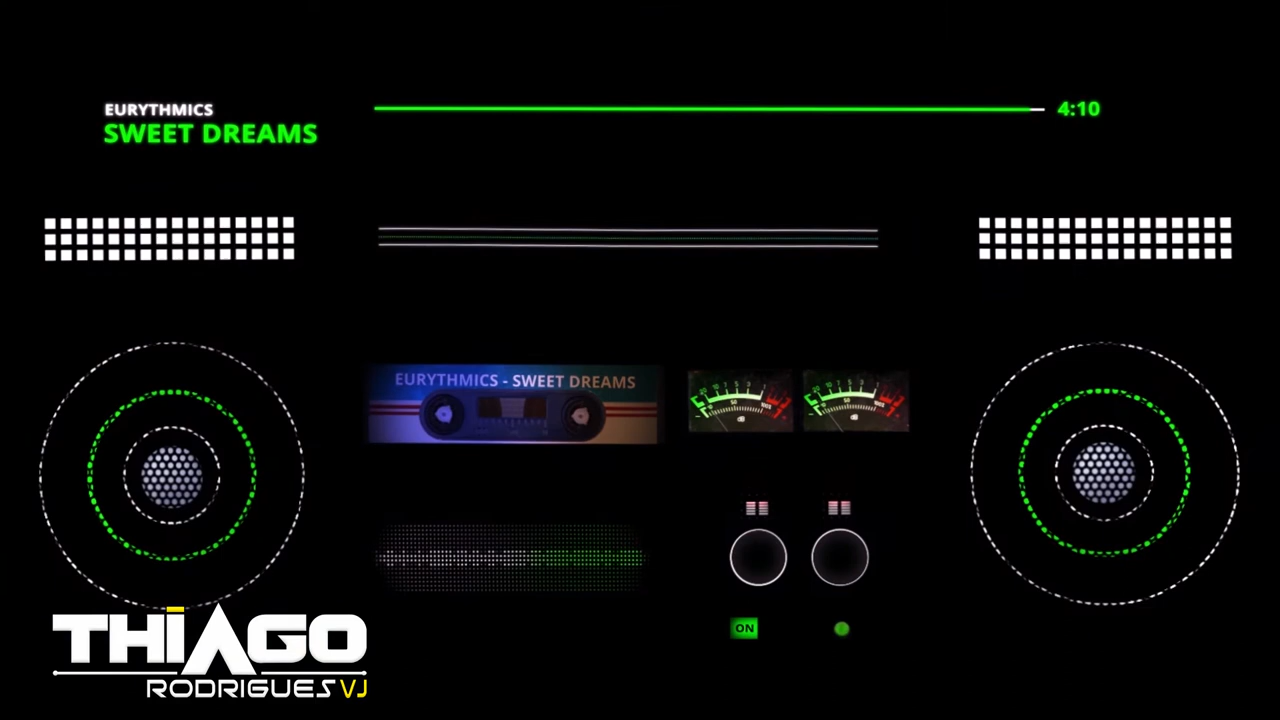 EURYTHMICS
SWEET DREAMS
4:10
EURYTHMICS - SWEET DREAMS
ON
THIAGO
RODRIGUES VJ